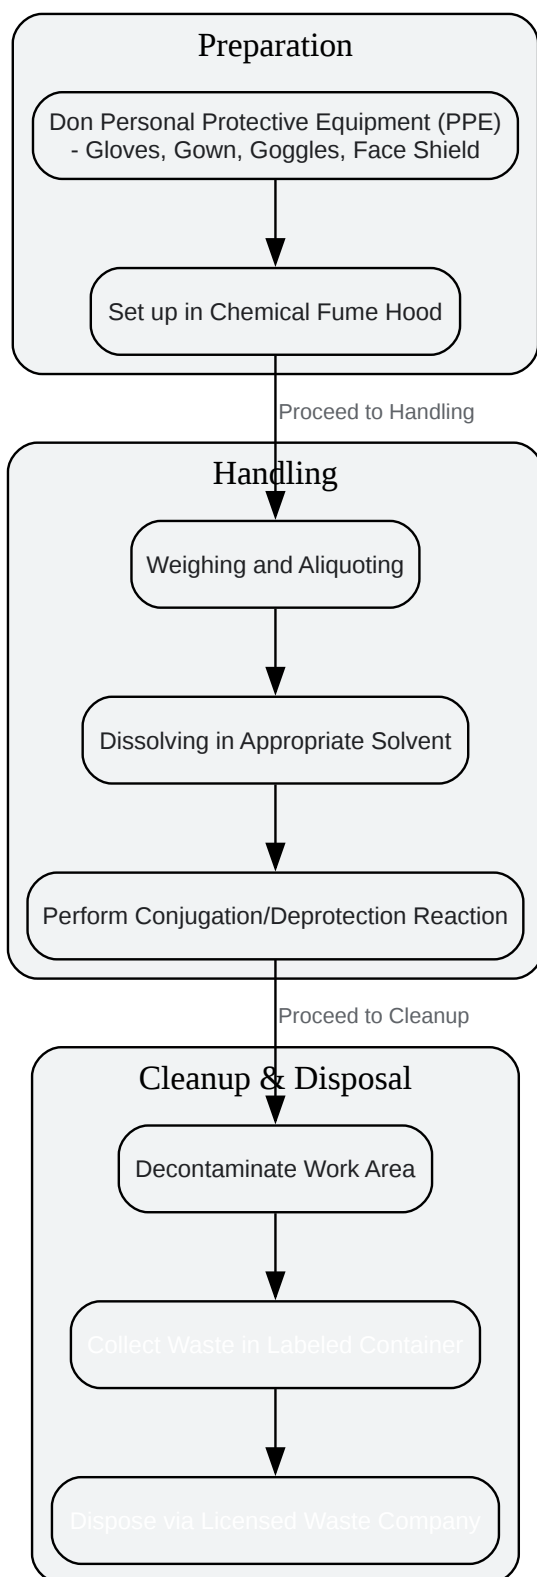 Preparation
Don Personal Protective Equipment (PPE)
- Gloves, Gown, Goggles, Face Shield
Set up in Chemical Fume Hood
Proceed to Handling
Handling
Weighing and Aliquoting
Dissolving in Appropriate Solvent
Perform Conjugation/Deprotection Reaction
Proceed to Cleanup
Cleanup & Disposal
Decontaminate Work Area
Collect Waste in Labeled Container
Dispose via Licensed Waste Company